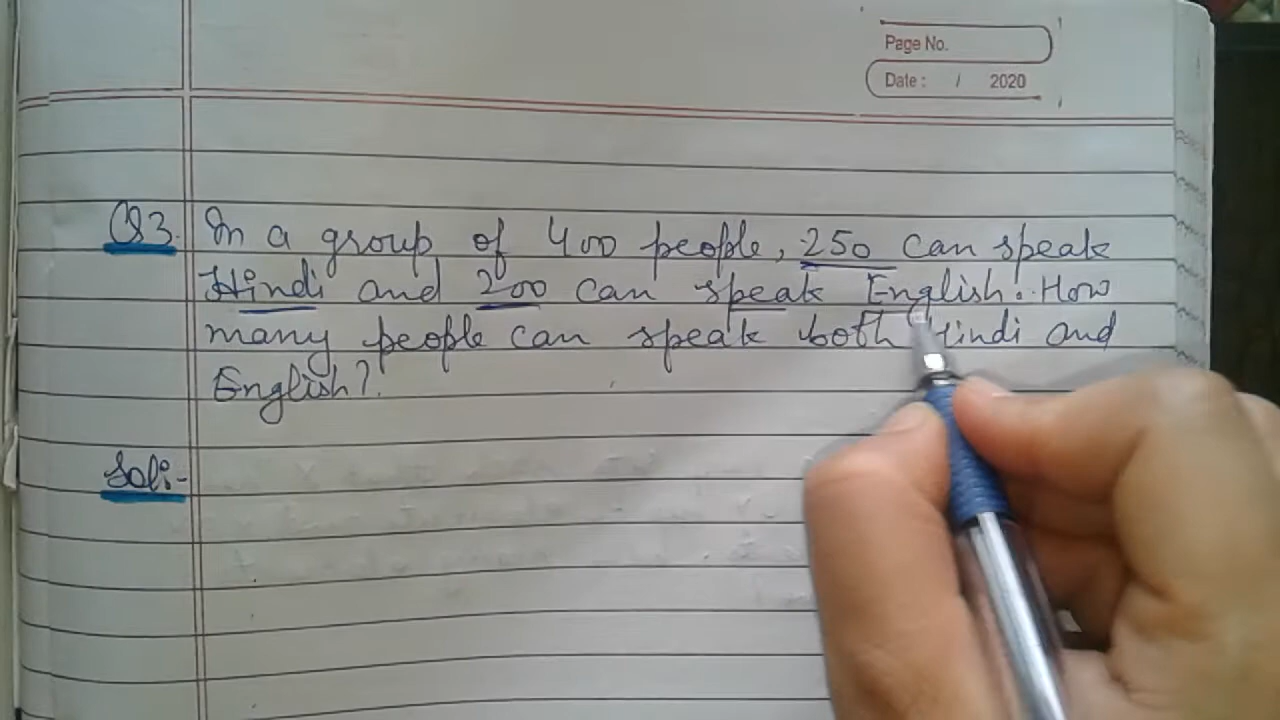 Page No.
Date : / 2020
Q3. In a group of 400 people, 250 can speak
Hindi and 200 can speak English. How
many people can speak both Hindi and
English?
Sol:-